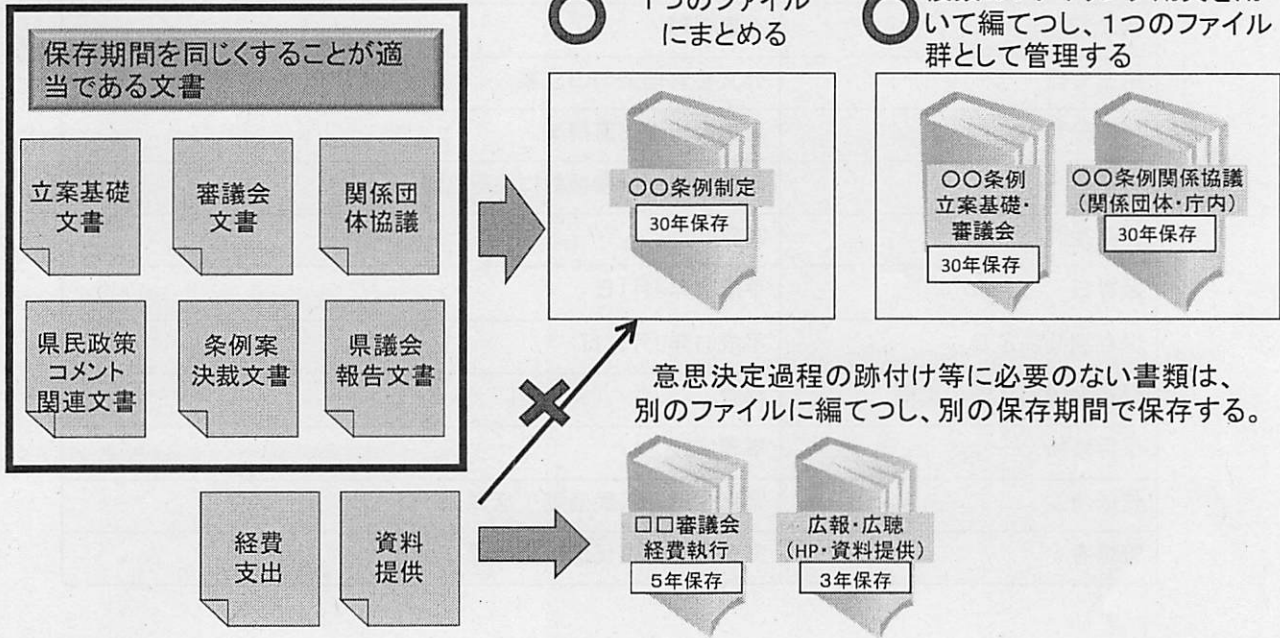 保存期間を同じくすることが適
当である文書
立案基礎
文書
審議会
文書
関係団
体協議
県民政策
コメント
関連文書
条例案
決裁文書
県議会
報告文書
経費
支出
資料
提供
1つのファイル
にまとめる
いて編てつし、1つのファイル
群として管理する
〇〇条例制定
30年保存
〇〇条例
立案基礎・
審議会
30年保存
〇〇条例関係協議
(関係団体・庁内)
30年保存
意思決定過程の跡付け等に必要のない書類は、
別のファイルに編てつし、別の保存期間で保存する。
□□審議会
経費執行
5年保存
広報・広聴
(HP・資料提供)
3年保存